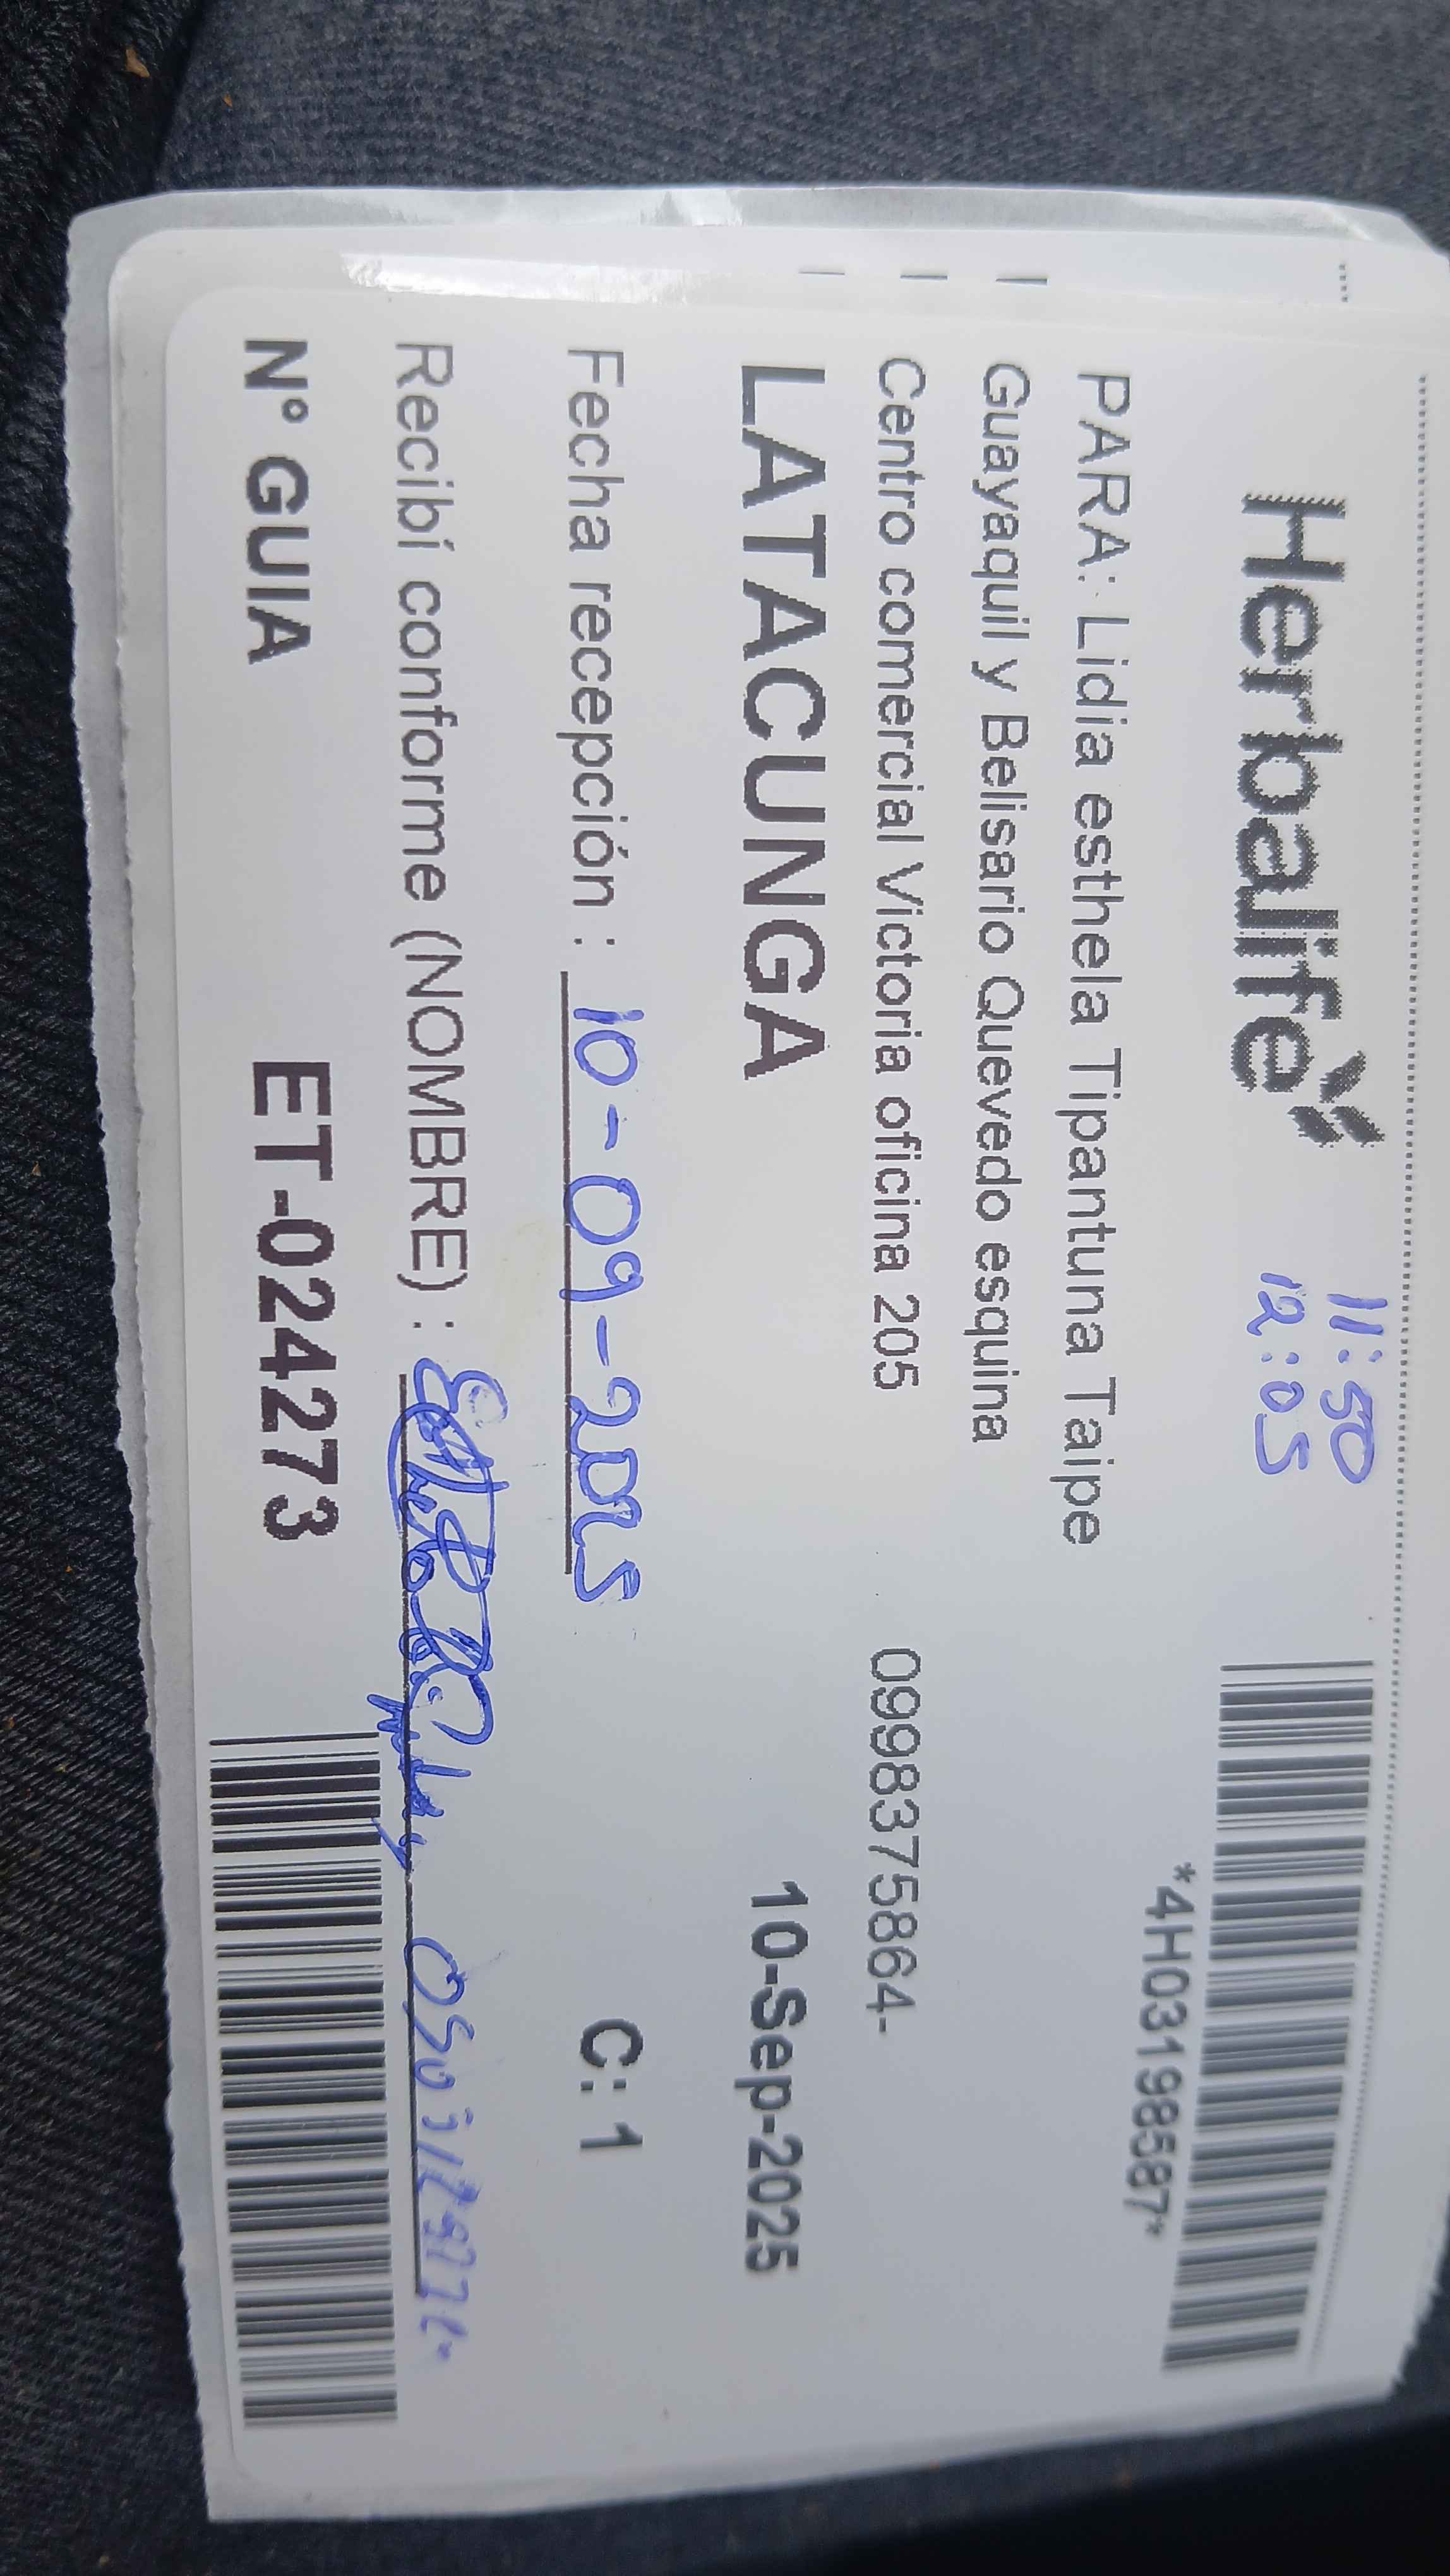 Herbalife
11:50
12:05
*4H03198587*
PARA: Lidia esthela Tipantuna Taipe
Guayaquil y Belisario Quevedo esquina
Centro comercial Victoria oficina 205 0998375864-
LATACUNGA 10-Sep-2025
Fecha recepción : 10-09-2025 C: 1
Recibí conforme (NOMBRE) :
Nº GUIA ET-024273